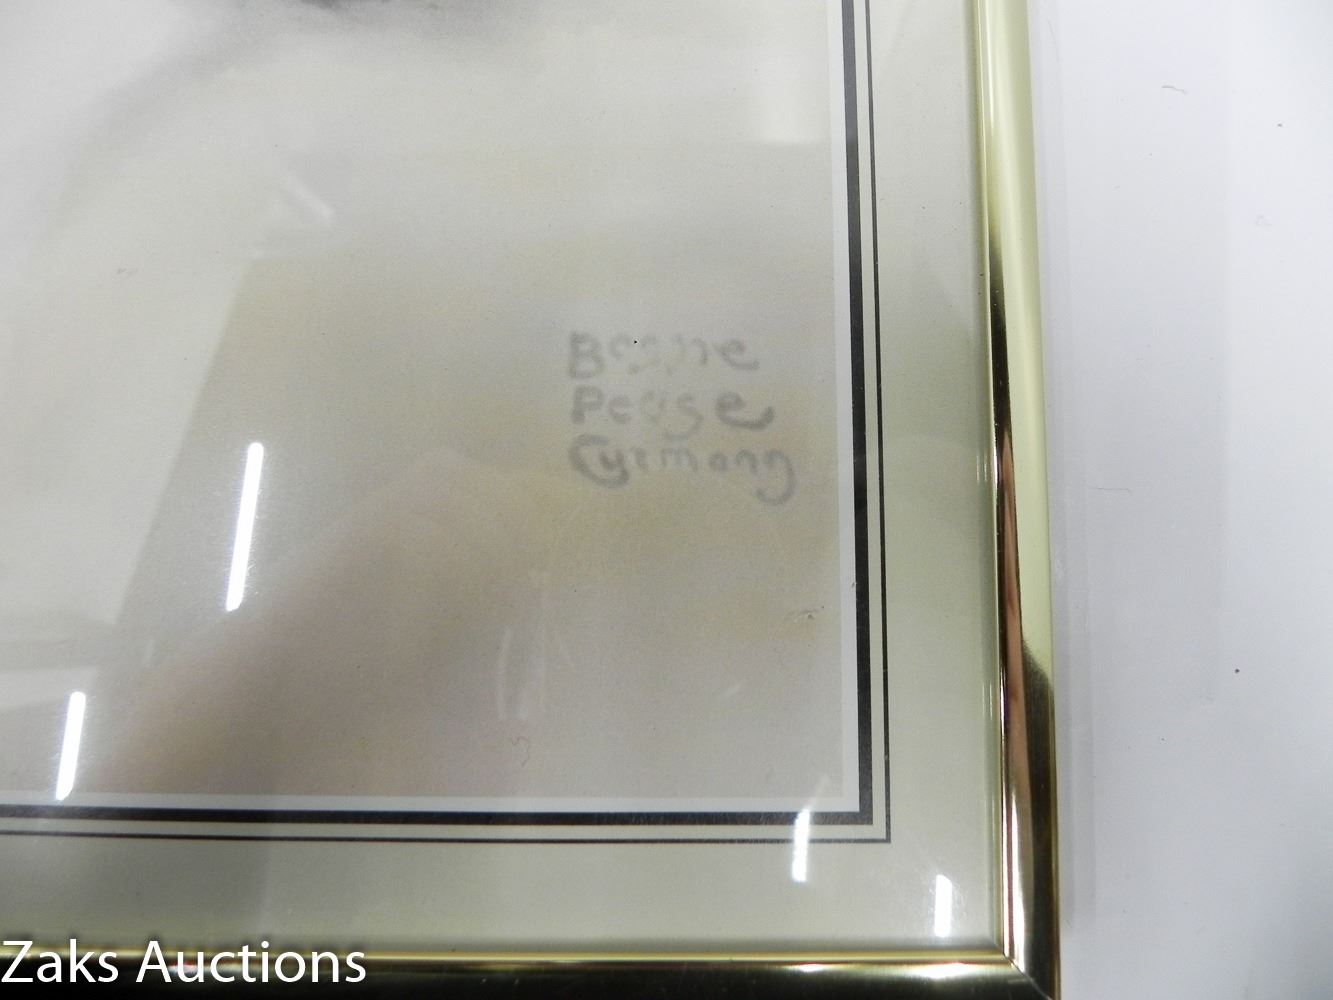 Bessie
Pease
Gutmann
Zaks Auctions